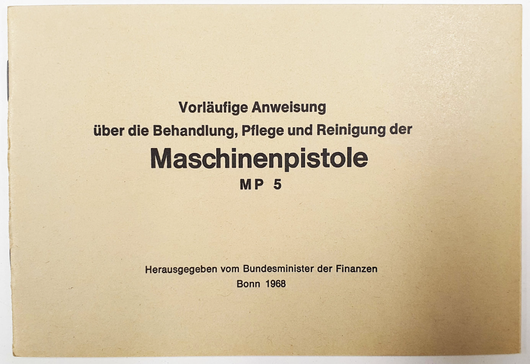 Vorläufige Anweisung
über die Behandlung, Pflege und Reinigung der
Maschinenpistole
MP 5
Herausgegeben vom Bundesminister der Finanzen
Bonn 1968